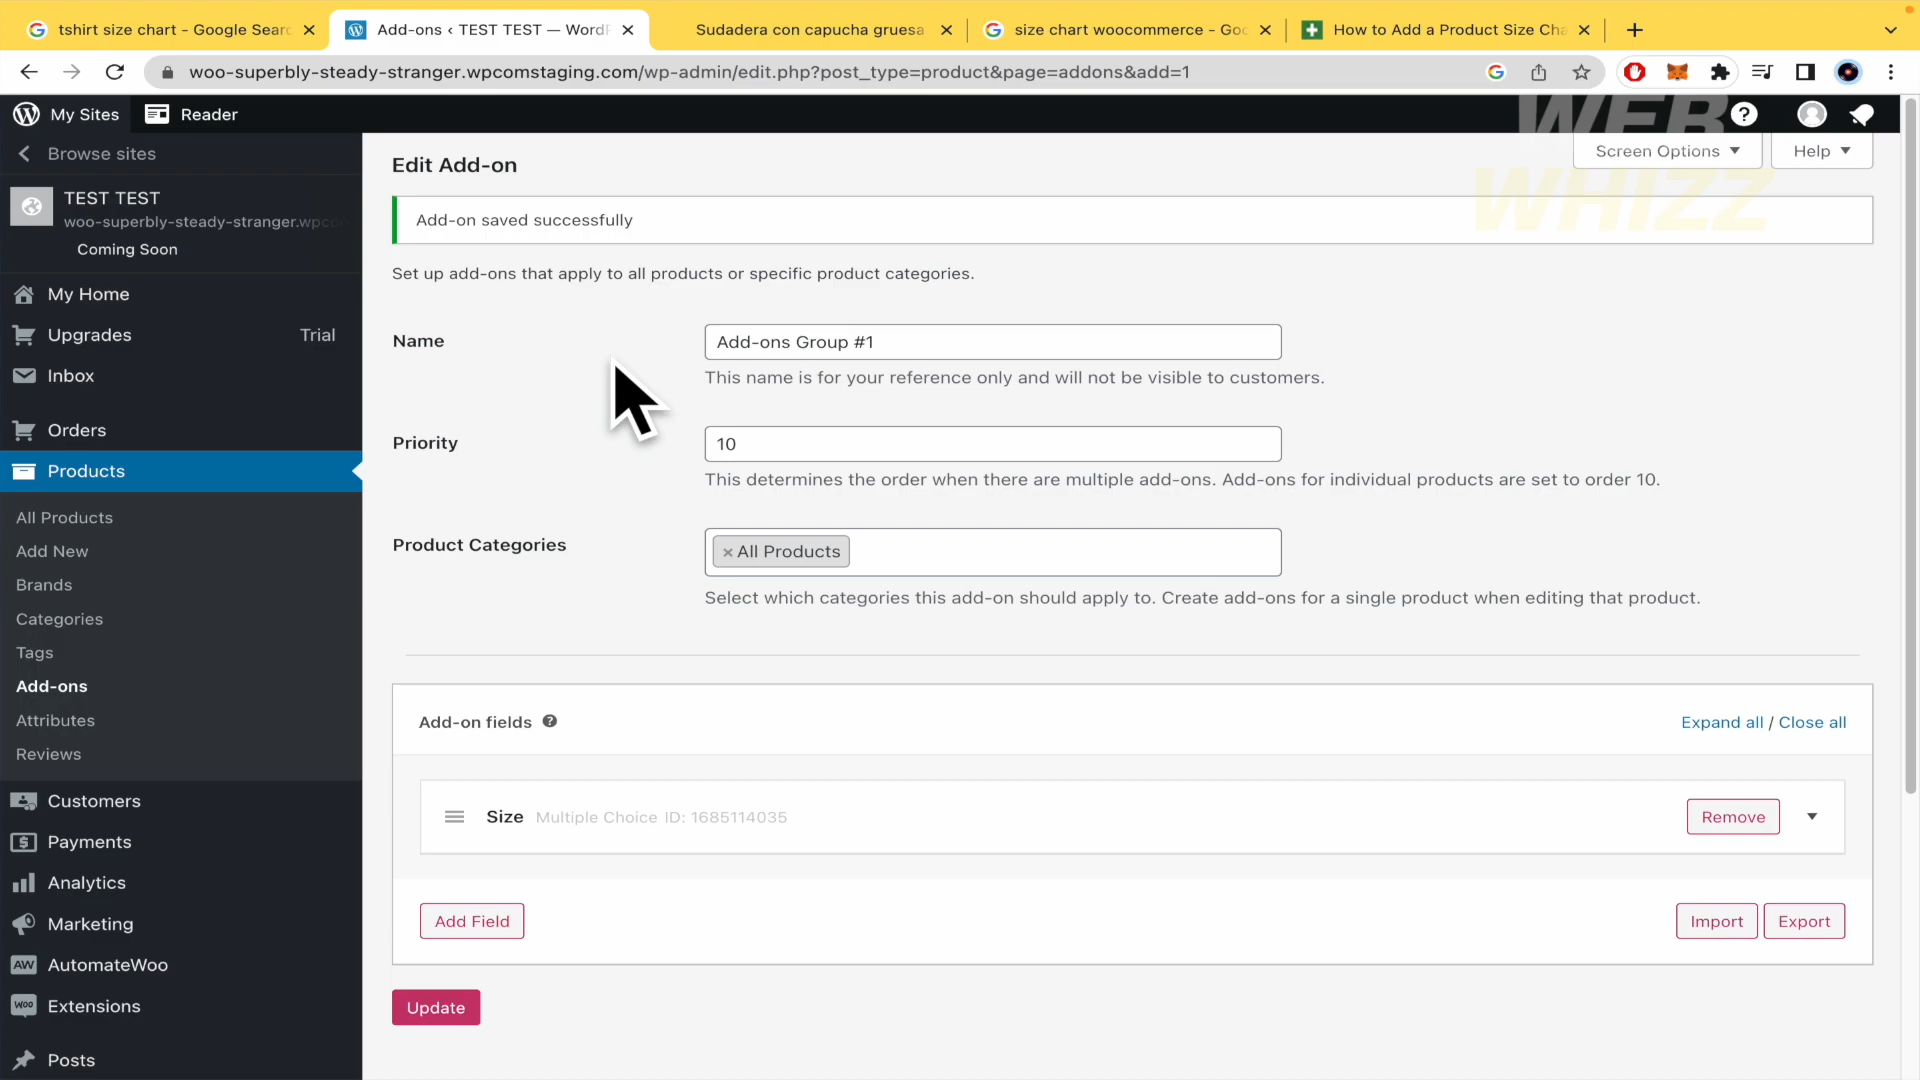 tshirt size chart - Google Searc
Add-ons ‹ TEST TEST — WordP
Sudadera con capucha gruesa
size chart woocommerce - Goo
How to Add a Product Size Cha
woo-superbly-steady-stranger.wpcomstaging.com/wp-admin/edit.php?post_type=product&page=addons&add=1
My Sites
Reader
WEB
WHIZZ
Browse sites
TEST TEST
woo-superbly-steady-stranger.wpcom
Coming Soon
My Home
Upgrades
Trial
Inbox
Orders
Products
All Products
Add New
Brands
Categories
Tags
Add-ons
Attributes
Reviews
Customers
Payments
Analytics
Marketing
AW AutomateWoo
WOO Extensions
Posts
Edit Add-on
Screen Options
Help
Add-on saved successfully
Set up add-ons that apply to all products or specific product categories.
Name
Add-ons Group #1
This name is for your reference only and will not be visible to customers.
Priority
10
This determines the order when there are multiple add-ons. Add-ons for individual products are set to order 10.
Product Categories
× All Products
Select which categories this add-on should apply to. Create add-ons for a single product when editing that product.
Add-on fields ?
Expand all / Close all
Size Multiple Choice ID: 1685114035
Remove
Add Field
Import
Export
Update